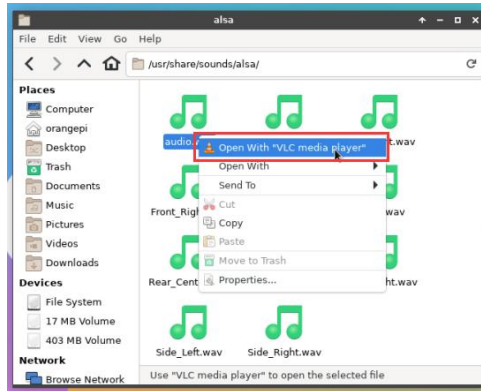 alsa
File Edit View Go Help
/usr/share/sounds/alsa/
Places
Computer
orangepi
Desktop
Trash
Documents
Music
Pictures
Videos
Downloads
Devices
File System
17 MB Volume
403 MB Volume
Network
Browse Network
audio.
t.wav
Open With "VLC media player"
Open With
Send To
Cut
Copy
Paste
Move to Trash
Properties...
Front_Rig
wav
Rear_Cent
ht.wav
Side_Left.wav
Side_Right.wav
Use "VLC media player" to open the selected file